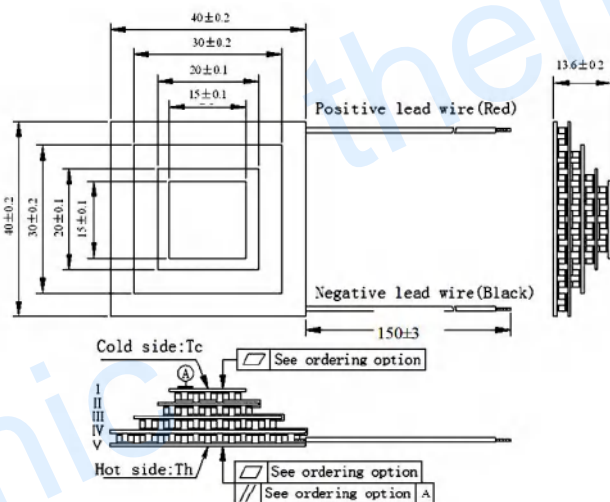 40±0.2
30±0.2
20±0.1
15±0.1
13.6±0.2
Positive lead wire(Red)
40±0.2
30±0.2
20±0.1
15±0.1
Negative lead wire(Black)
150±3
Cold side:Tc
See ordering option
A
I
II
III
IV
V
Hot side:Th
See ordering option
See ordering option A